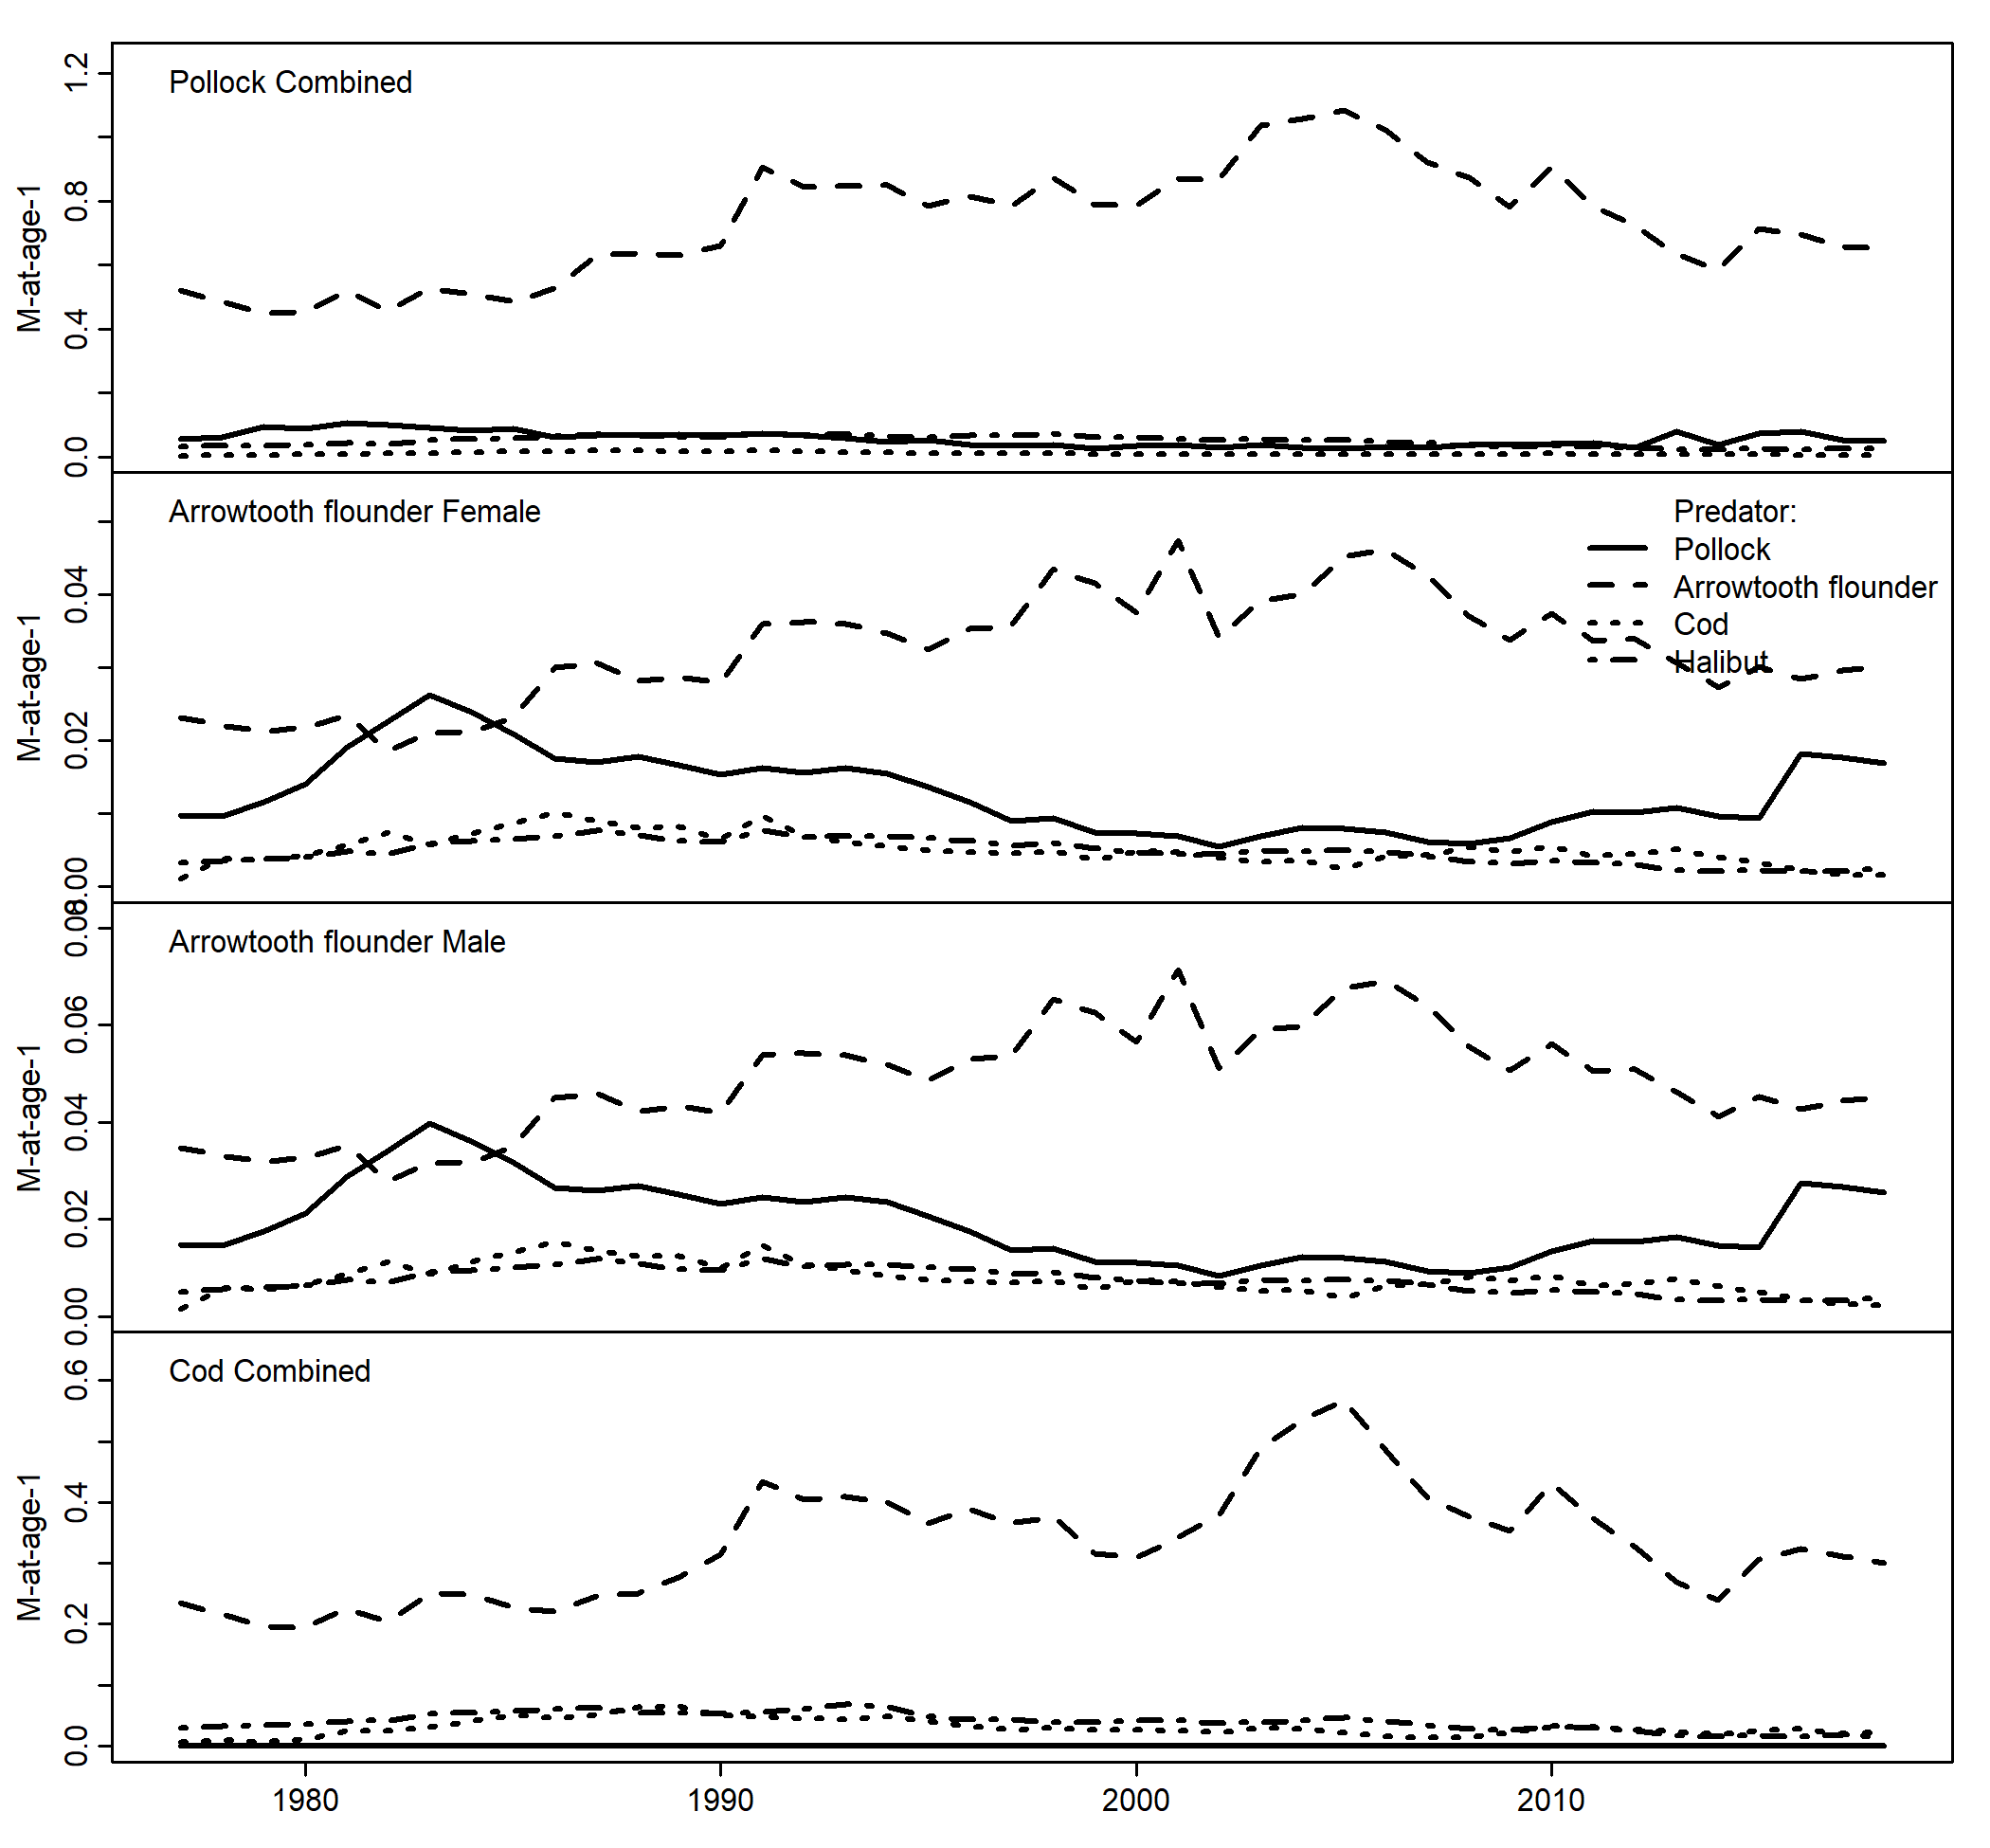 Pollock Combined
M-at-age-1
1.2
0.8
0.4
0.0
Arrowtooth flounder Female
M-at-age-1
0.04
0.02
0.00
Predator:
Pollock
Arrowtooth flounder
Cod
Halibut
Arrowtooth flounder Male
M-at-age-1
0.08
0.06
0.04
0.02
0.00
Cod Combined
M-at-age-1
0.6
0.4
0.2
0.0
1980
1990
2000
2010